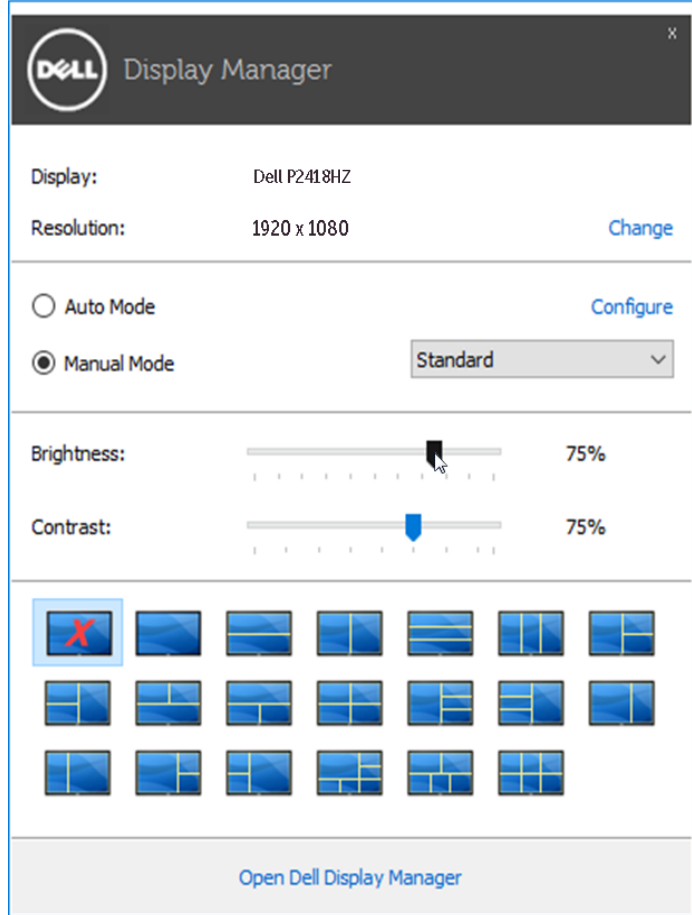 DELL Display Manager X
Display: Dell P2418HZ
Resolution: 1920 x 1080 Change
Auto Mode Configure
Manual Mode Standard
Brightness: 75%
Contrast: 75%
X
Open Dell Display Manager